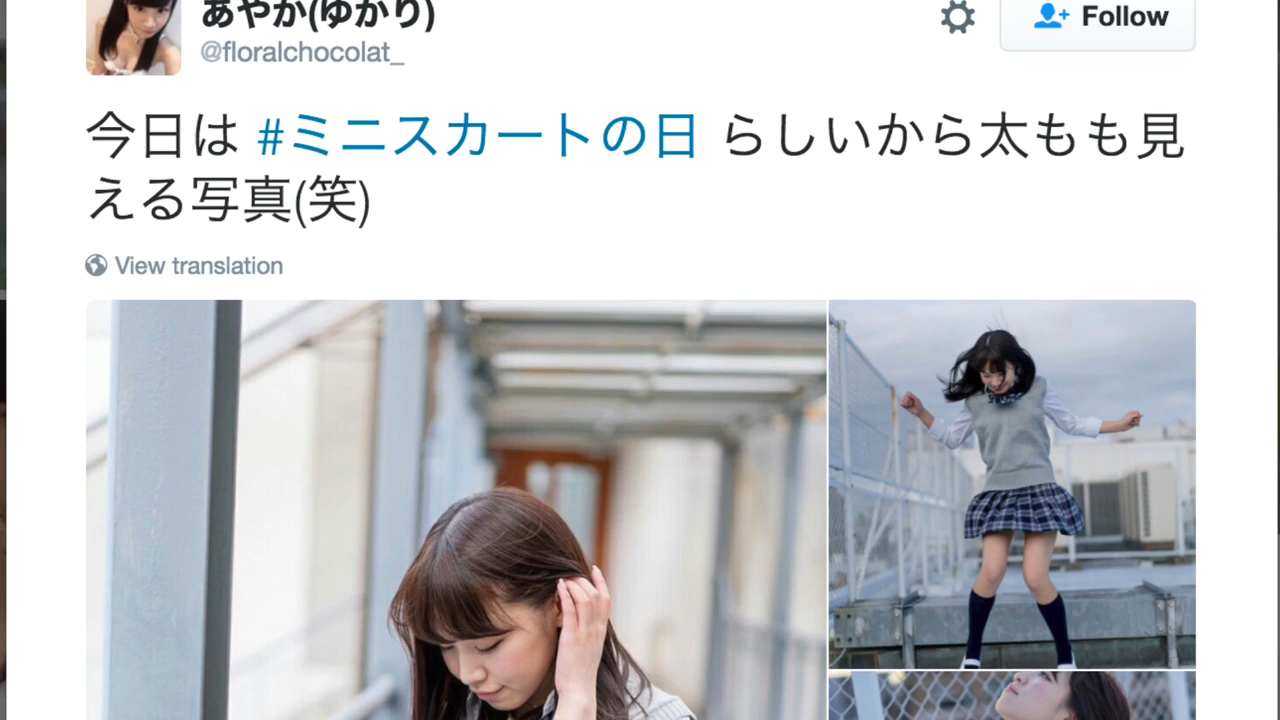 あやか(ゆかり)
@floralchocolat_
Follow
今日は #ミニスカートの日 らしいから太もも見
える写真(笑)
View translation